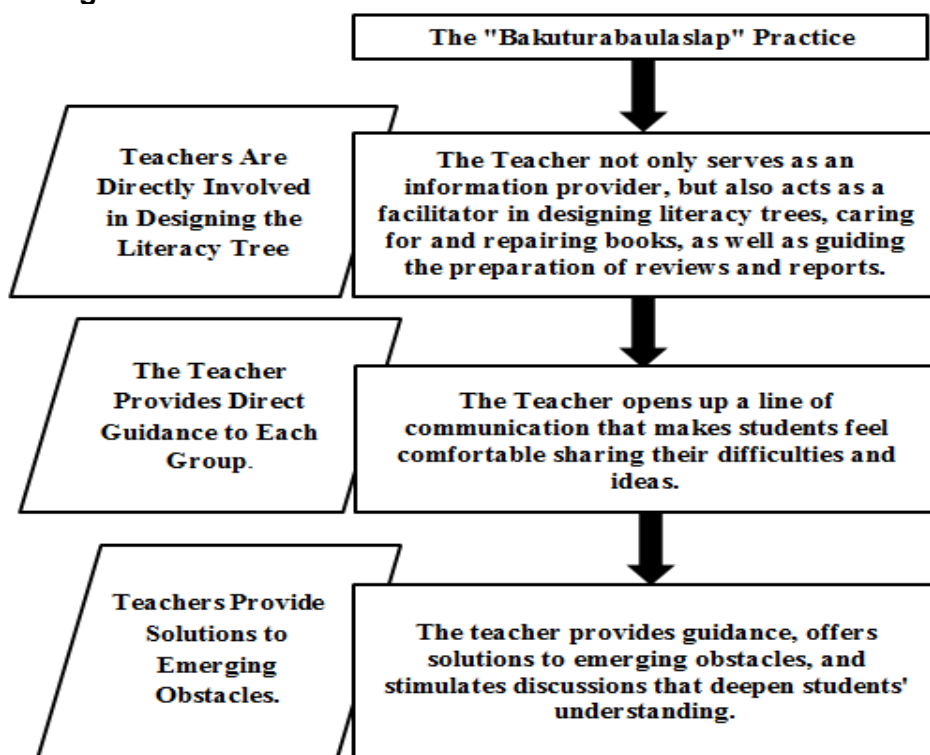 The "Bakuturabaulaslap" Practice
Teachers Are
Directly Involved
in Designing the
Literacy Tree
The Teacher not only serves as an
information provider, but also acts as a
facilitator in designing literacy trees, caring
for and repairing books, as well as guiding
the preparation of reviews and reports.
The Teacher
Provides Direct
Guidance to Each
Group.
The Teacher opens up a line of
communication that makes students feel
comfortable sharing their difficulties and
ideas.
Teachers Provide
Solutions to
Emerging
Obstacles.
The teacher provides guidance, offers
solutions to emerging obstacles, and
stimulates discussions that deepen students'
understanding.